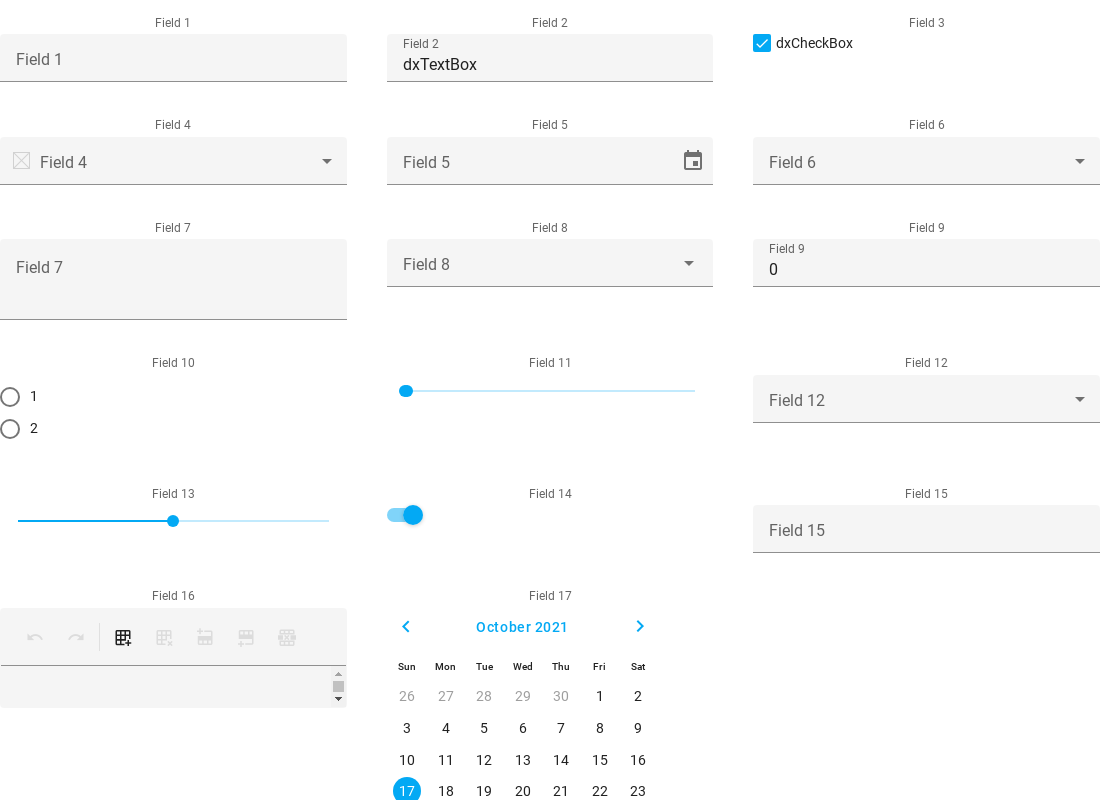 Field 1
Field 2
Field 3
Field 1
Field 2
dxTextBox
dxCheckBox
Field 4
Field 5
Field 6
Field 4
Field 5
Field 6
Field 7
Field 8
Field 9
Field 7
Field 8
Field 9
0
Field 10
Field 11
Field 12
1
2
Field 12
Field 13
Field 14
Field 15
Field 15
Field 16
Field 17
October 2021
Sun Mon Tue Wed Thu Fri Sat
26 27 28 29 30 1 2
3 4 5 6 7 8 9
10 11 12 13 14 15 16
17 18 19 20 21 22 23